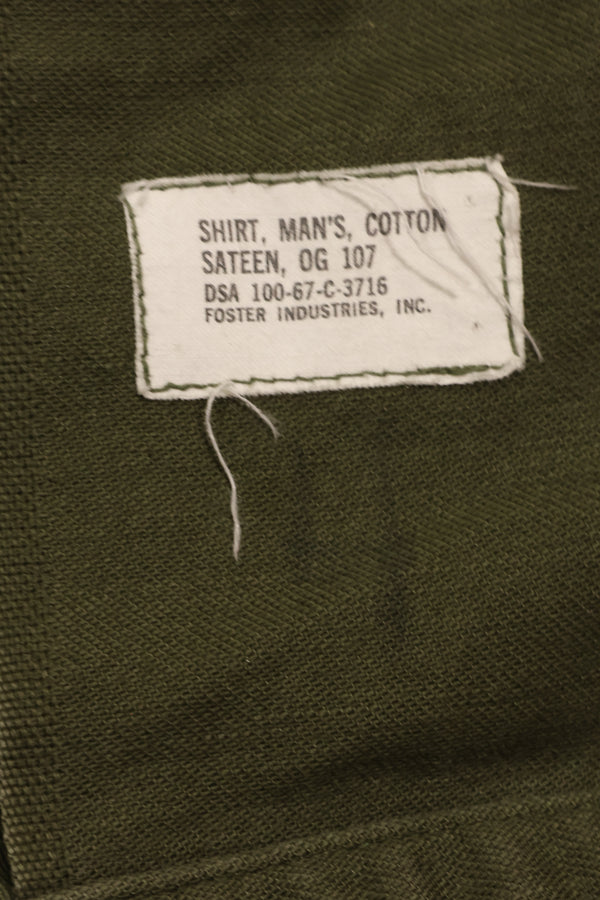 SHIRT, MAN'S, COTTON
SATEEN, OG 107
DSA 100-67-C-3716
FOSTER INDUSTRIES, INC.